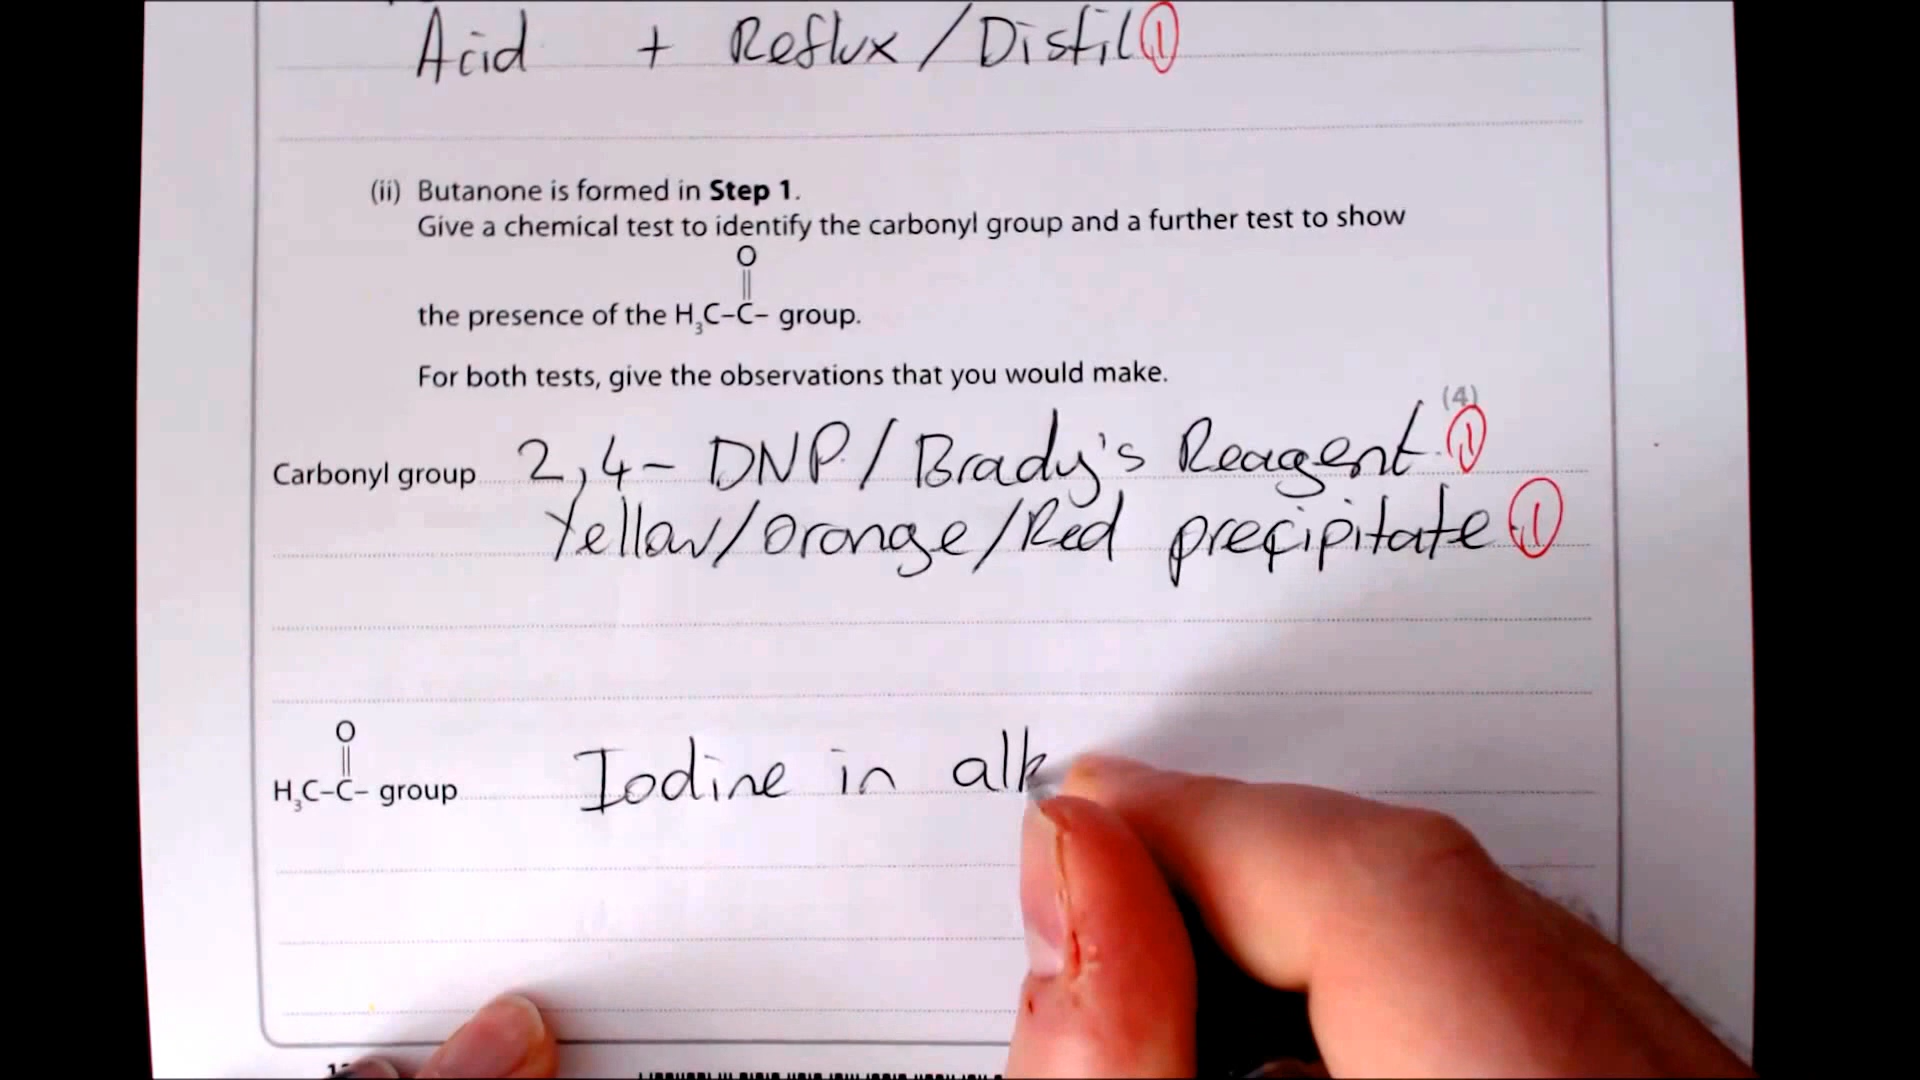 Acid + Reflux/Distil ①
(ii) Butanone is formed in Step 1.
Give a chemical test to identify the carbonyl group and a further test to show
O
the presence of the H₃C–C– group.
For both tests, give the observations that you would make.
(4)
Carbonyl group 2,4- DNP/Brady's Reagent ①
Yellow/orange/Red precipitate ①
O
H₃C–C– group Iodine in alk